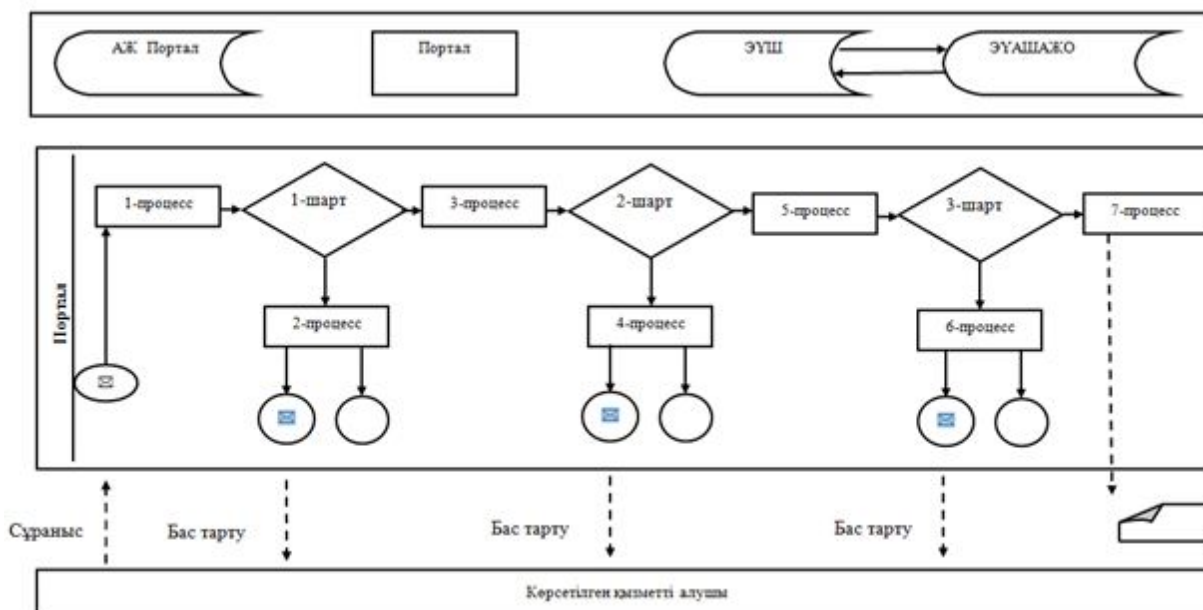 АЖ Портал
Портал
ЭҮШ
ЭҮАШАЖО
Портал
1-процесс
1-шарт
3-процесс
2-шарт
5-процесс
3-шарт
7-процесс
2-процесс
4-процесс
6-процесс
Сұраныс
Бас тарту
Бас тарту
Бас тарту
Көрсетілген қызметті алушы